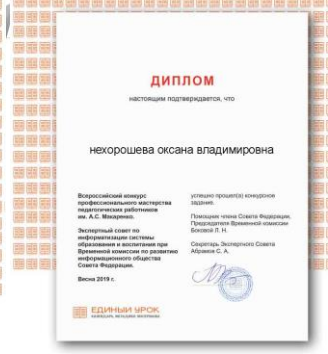 ДИПЛОМ
настоящим подтверждается, что
нехорошева оксана владимировна
Всероссийский конкурс
профессионального мастерства
педагогических работников
им. А.С. Макаренко.
Экспертный совет по
информатизации системы
образования и воспитания при
Временной комиссии по развитию
информационного общества
Совета Федерации.
Весна 2019 г.
успешно прошел(а) конкурсное
задание.
Помощник члена Совета Федерации,
Председателя Временной комиссии
Боковой Л. Н.
Секретарь Экспертного Совета
Абрамов С. А.
ЕДИНЫЙ УРОК